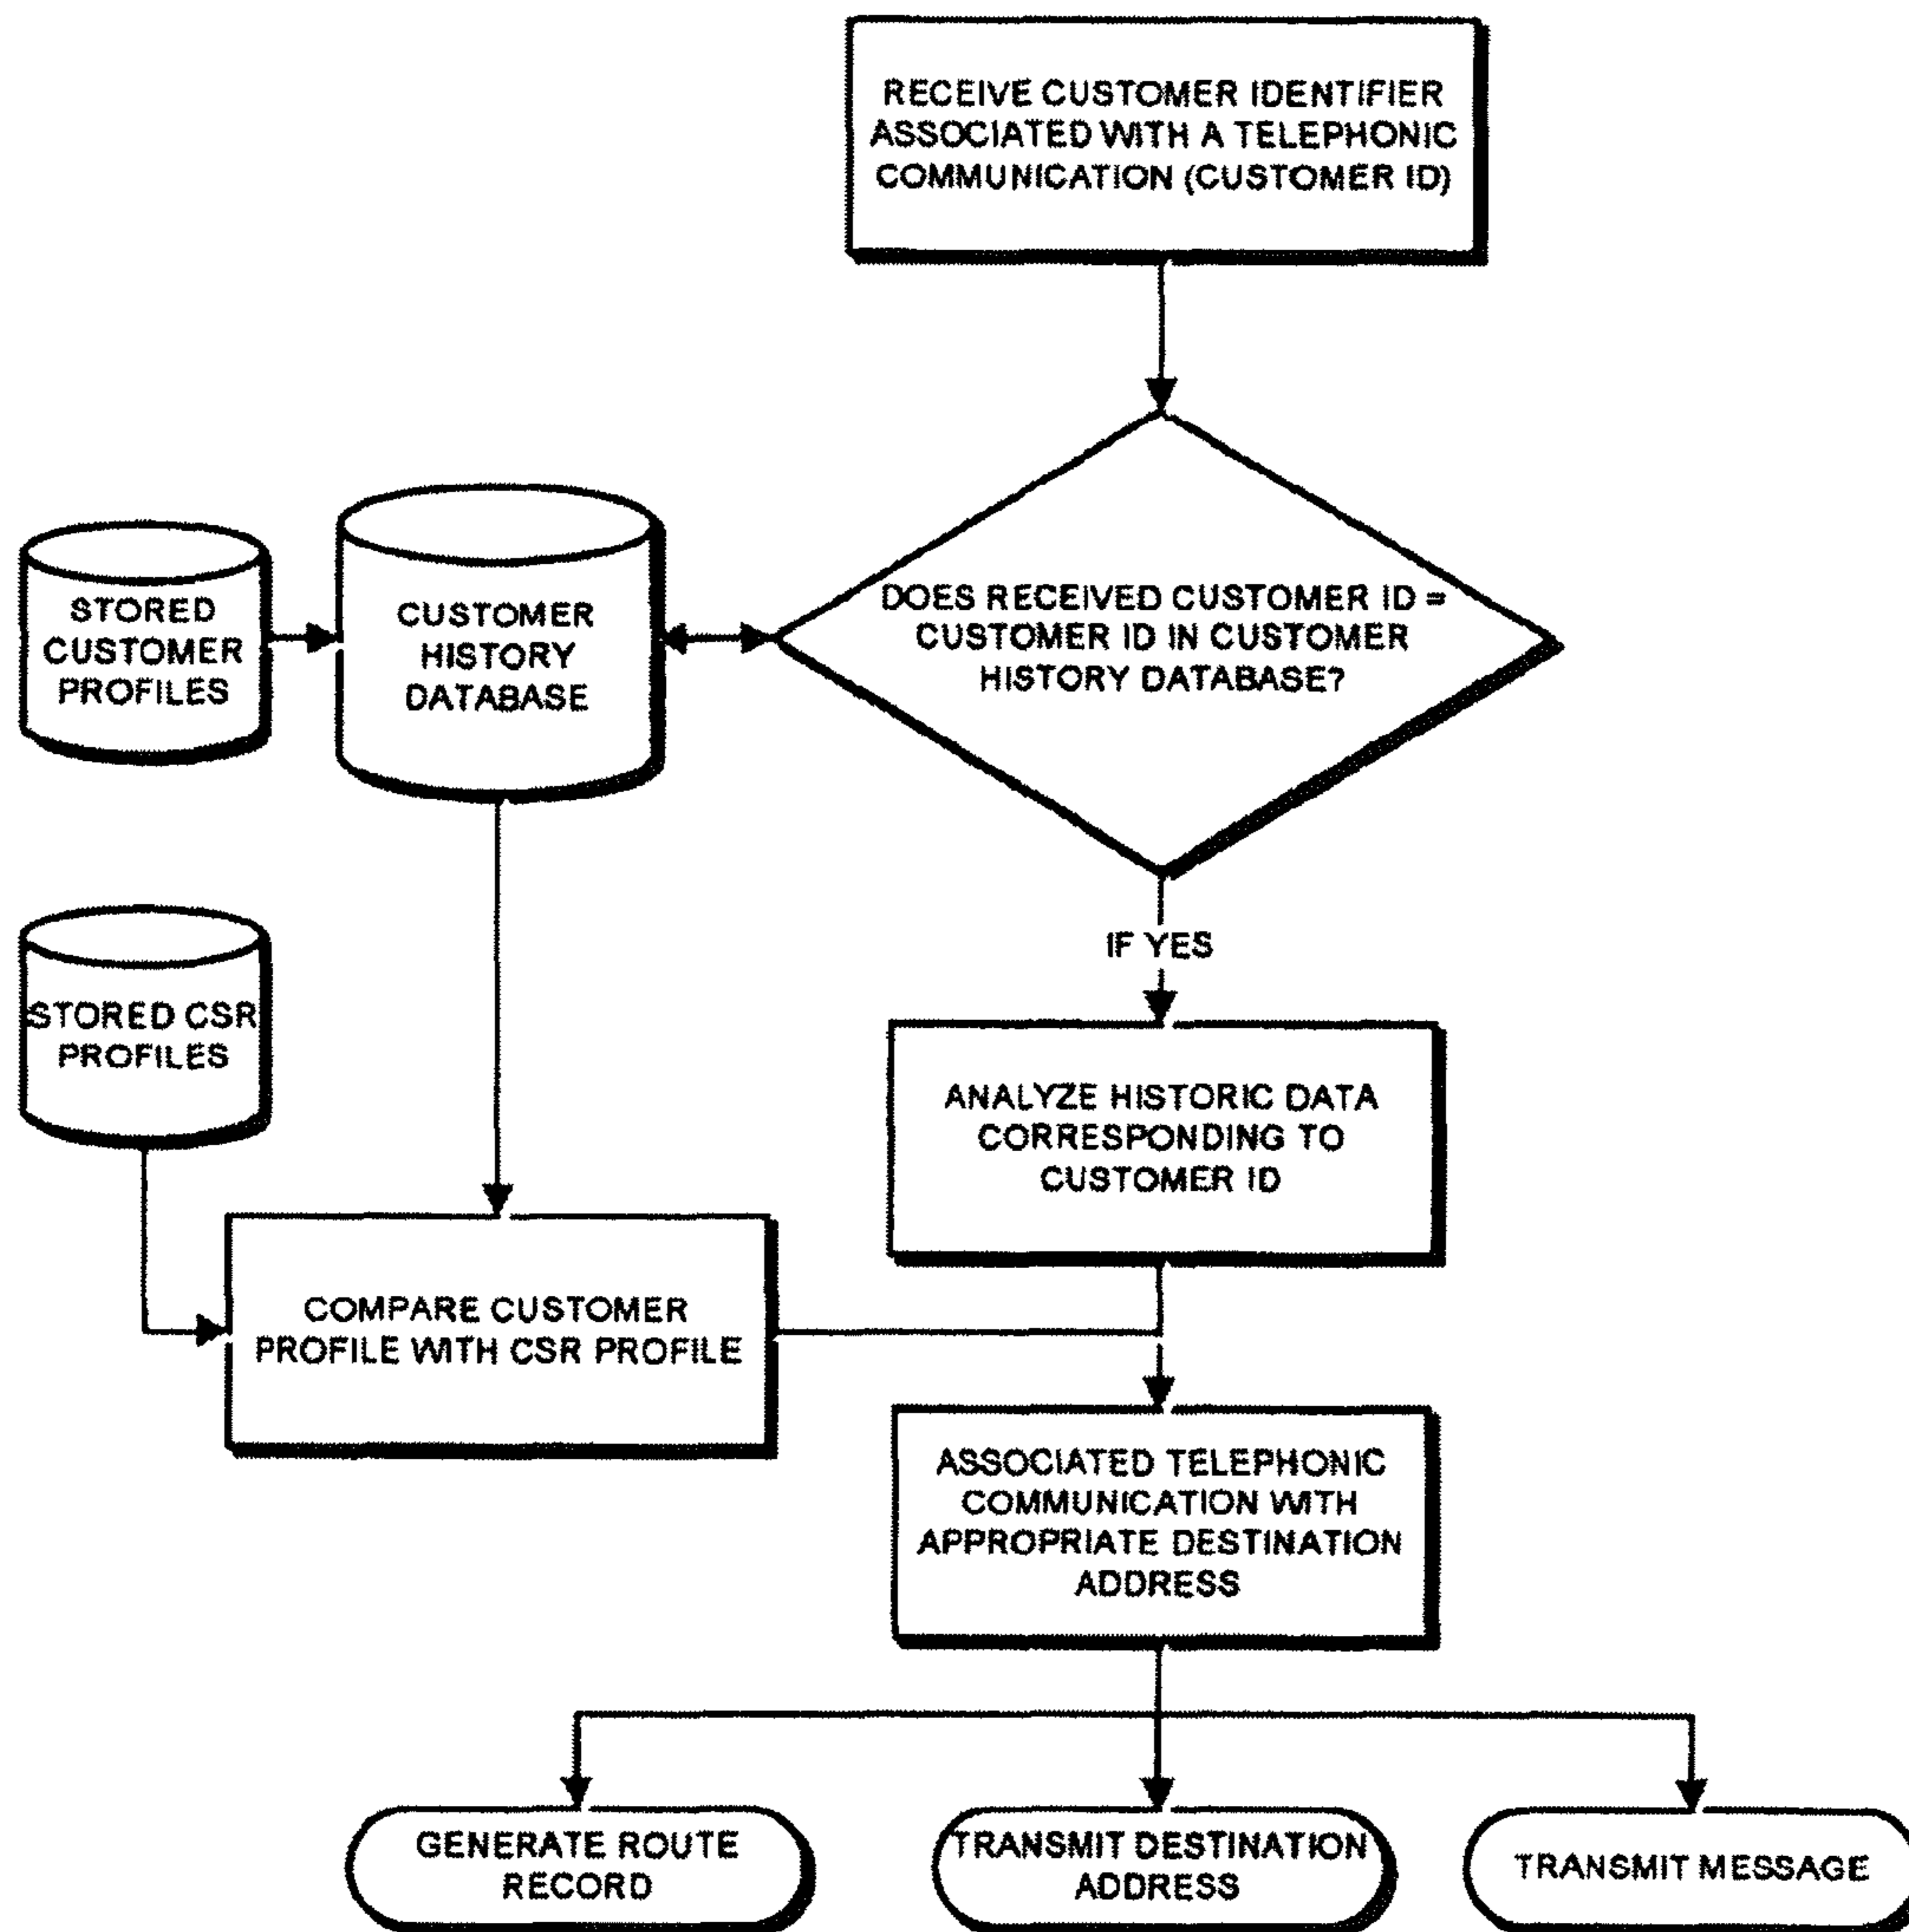 RECEIVE CUSTOMER IDENTIFIER
ASSOCIATED WITH A TELEPHONIC
COMMUNICATION (CUSTOMER ID)
DOES RECEIVED CUSTOMER ID =
CUSTOMER ID IN CUSTOMER
HISTORY DATABASE?
STORED
CUSTOMER
PROFILES
CUSTOMER
HISTORY
DATABASE
IF YES
STORED CSR
PROFILES
ANALYZE HISTORIC DATA
CORRESPONDING TO
CUSTOMER ID
COMPARE CUSTOMER
PROFILE WITH CSR PROFILE
ASSOCIATED TELEPHONIC
COMMUNICATION WITH
APPROPRIATE DESTINATION
ADDRESS
GENERATE ROUTE
RECORD
TRANSMIT DESTINATION
ADDRESS
TRANSMIT MESSAGE